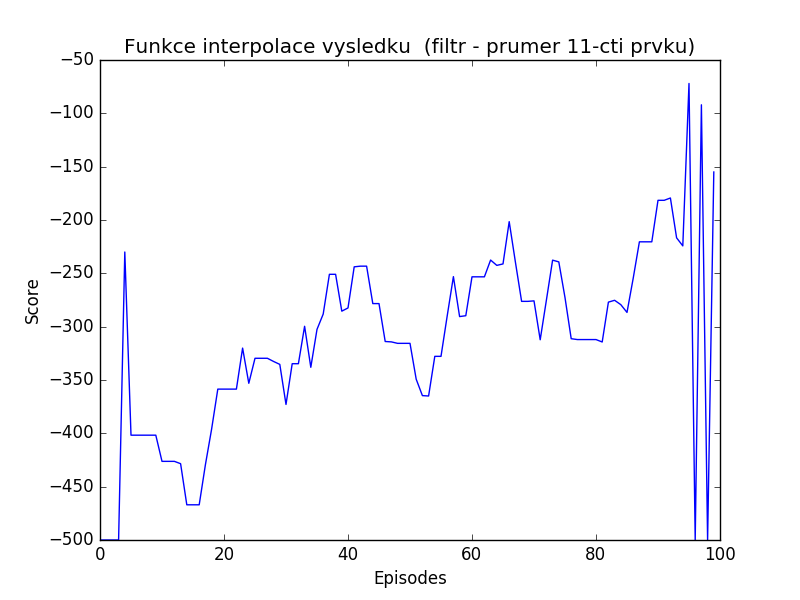 Funkce interpolace vysledku  (filtr - prumer 11-cti prvku)
−50
−100
−150
−200
−250
−300
−350
−400
−450
−500
Score
0 20 40 60 80 100
Episodes